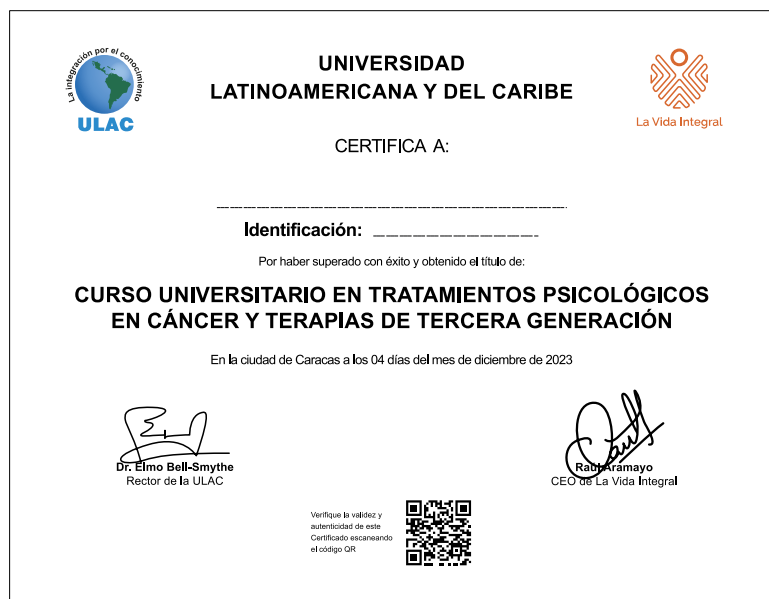 La integración por el conocimiento
ULAC
UNIVERSIDAD
LATINOAMERICANA Y DEL CARIBE
La Vida Integral
CERTIFICA A:
Identificación:
Por haber superado con éxito y obtenido el título de:
CURSO UNIVERSITARIO EN TRATAMIENTOS PSICOLÓGICOS
EN CÁNCER Y TERAPIAS DE TERCERA GENERACIÓN
En la ciudad de Caracas a los 04 días del mes de diciembre de 2023
Dr. Elmo Bell-Smythe
Rector de la ULAC
Raúl Aramayo
CEO de La Vida Integral
Verifique la validez y
autenticidad de este
Certificado escaneando
el código QR